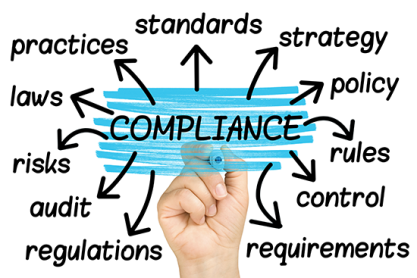 standards
practices
strategy
laws
policy
COMPLIANCE
risks
rules
audit
control
regulations
requirements